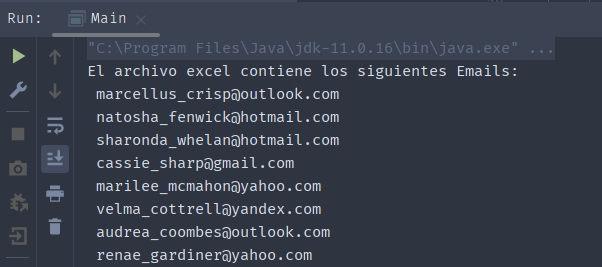 Run: Main
"C:\Program Files\Java\jdk-11.0.16\bin\java.exe" ...
El archivo excel contiene los siguientes Emails:
marcellus_crisp@outlook.com
natosha_fenwick@hotmail.com
sharonda_whelan@hotmail.com
cassie_sharp@gmail.com
marilee_mcmahon@yahoo.com
velma_cottrell@yandex.com
audrea_coombes@outlook.com
renae_gardiner@yahoo.com